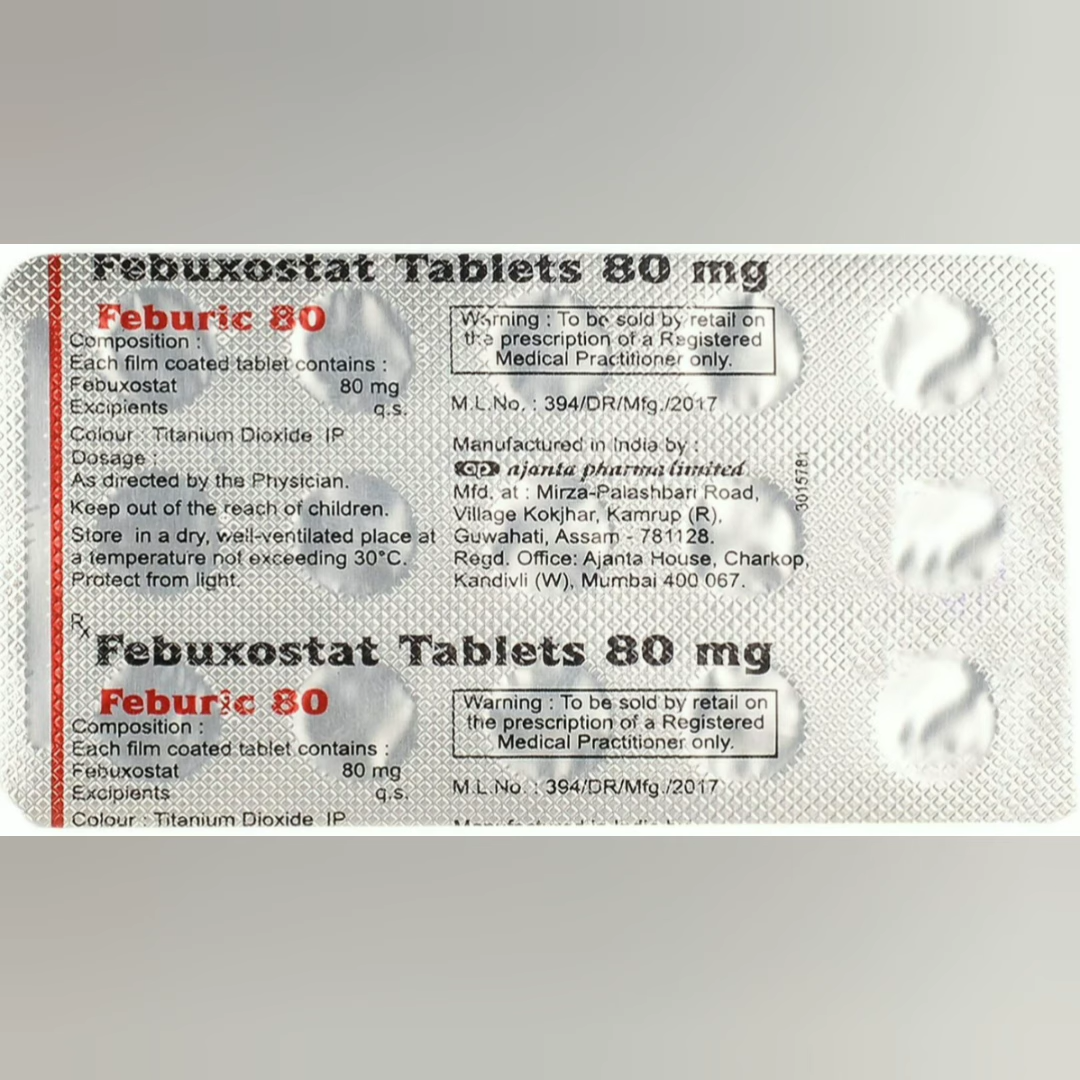 Febuxostat Tablets 80 mg
Feburic 80
Composition :
Each film coated tablet contains :
Febuxostat 80 mg
Excipients q.s.
Colour : Titanium Dioxide IP
Dosage :
As directed by the Physician.
Keep out of the reach of children.
Store in a dry, well-ventilated place at
a temperature not exceeding 30°C.
Protect from light.
Warning : To be sold by retail on
the prescription of a Registered
Medical Practitioner only.
M.L.No. : 394/DR/Mfg./2017
Manufactured in India by :
ap ajanta pharma limited
Mfd. at : Mirza-Palashbari Road,
Village Kokjhar, Kamrup (R),
Guwahati, Assam - 781128.
Regd. Office: Ajanta House, Charkop,
Kandivli (W), Mumbai 400 067.
3015781
Rx
Febuxostat Tablets 80 mg
Feburic 80
Composition :
Each film coated tablet contains :
Febuxostat 80 mg
Excipients q.s.
Colour : Titanium Dioxide IP
Warning : To be sold by retail on
the prescription of a Registered
Medical Practitioner only.
M.L.No. : 394/DR/Mfg./2017